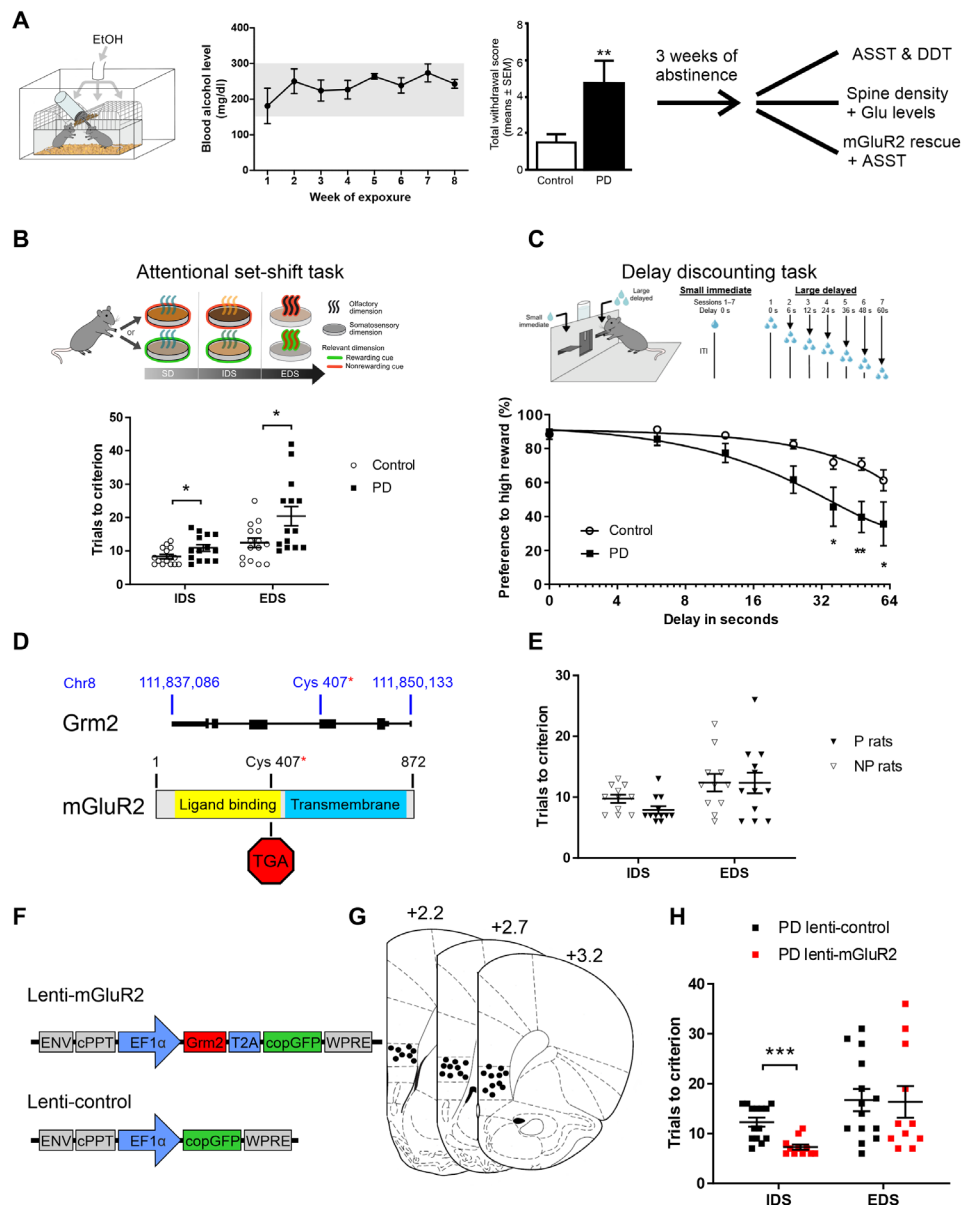 A
EtOH
Blood alcohol level
(mg/dl)
400
300
200
100
0
1 2 3 4 5 6 7 8
Week of expoxure
Total withdrawal score
(means ± SEM)
8
6
4
2
0
**
Control PD
3 weeks of
abstinence
ASST & DDT
Spine density
+ Glu levels
mGluR2 rescue
+ ASST
B
Attentional set-shift task
or
SD IDS EDS
Olfactory
dimension
Somatosensory
dimension
Relevant dimension
Rewarding cue
Nonrewarding cue
Trials to criterion
50
40
30
20
10
0
*
*
IDS EDS
Control
PD
C
Delay discounting task
Small
immediate
Large
delayed
Small immediate
Sessions 1–7
Delay 0 s
ITI
Large delayed
1 2 3 4 5 6 7
0 s 6 s 12 s 24 s 36 s 48 s 60s
Preference to high reward (%)
100
80
60
40
20
0
Control
PD
*
**
*
0 4 8 16 32 64
Delay in seconds
D
Chr8 111,837,086 Cys 407* 111,850,133
Grm2
1 Cys 407* 872
mGluR2 Ligand binding Transmembrane
TGA
E
Trials to criterion
30
20
10
0
IDS EDS
P rats
NP rats
F
Lenti-mGluR2
ENV cPPT EF1α Grm2 T2A copGFP WPRE
Lenti-control
ENV cPPT EF1α copGFP WPRE
G
+2.2
+2.7
+3.2
H
PD lenti-control
PD lenti-mGluR2
Trials to criterion
40
30
20
10
0
***
IDS EDS